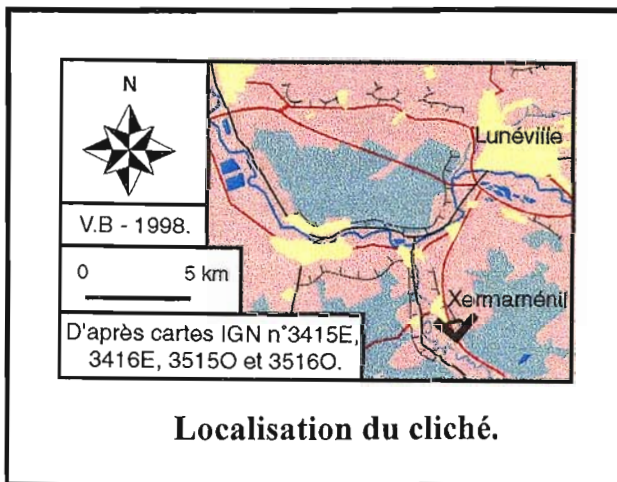 N
V.B - 1998.
0 5 km
D'après cartes IGN n°3415E,
3416E, 3515O et 3516O.
Lunéville
Xermaménil
Localisation du cliché.